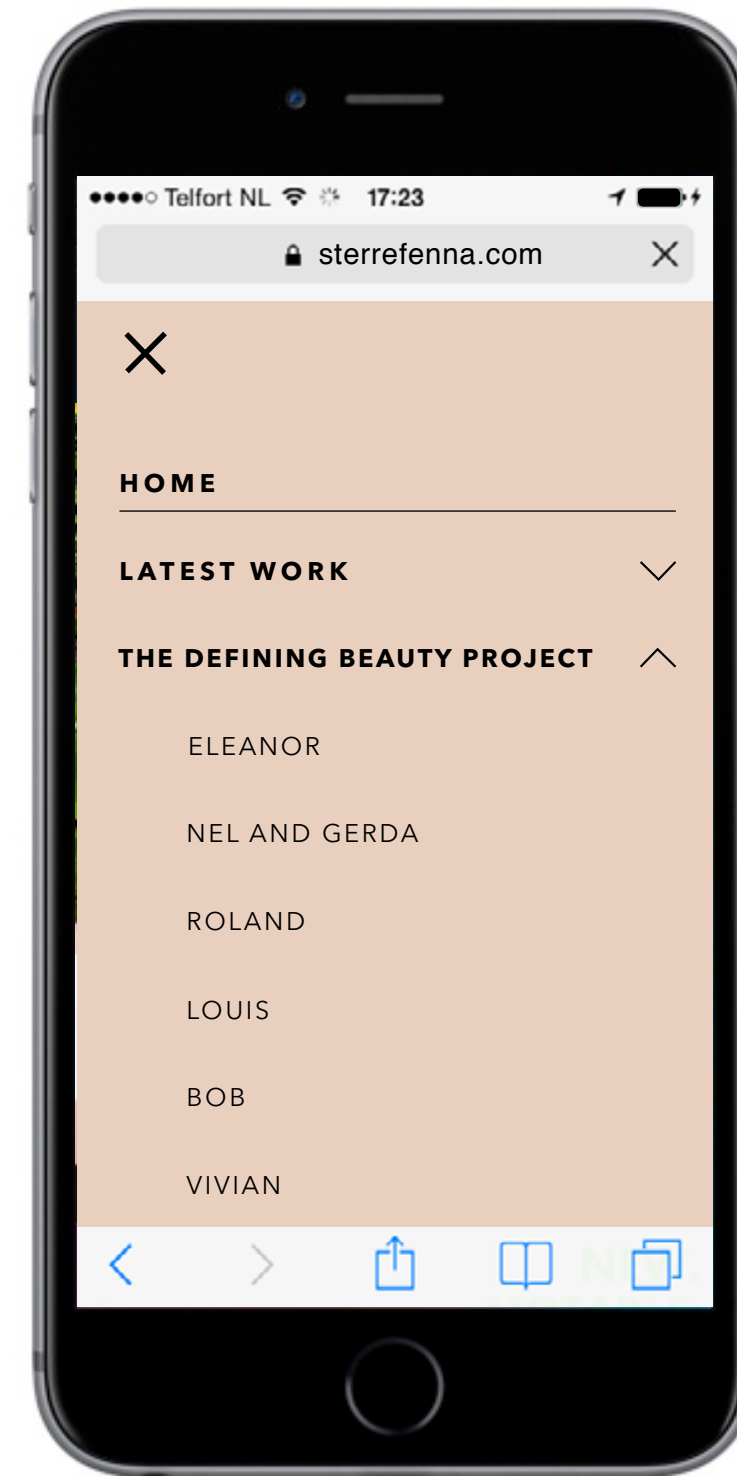 Telfort NL 17:23
sterrefenna.com
HOME
LATEST WORK
THE DEFINING BEAUTY PROJECT
ELEANOR
NEL AND GERDA
ROLAND
LOUIS
BOB
VIVIAN